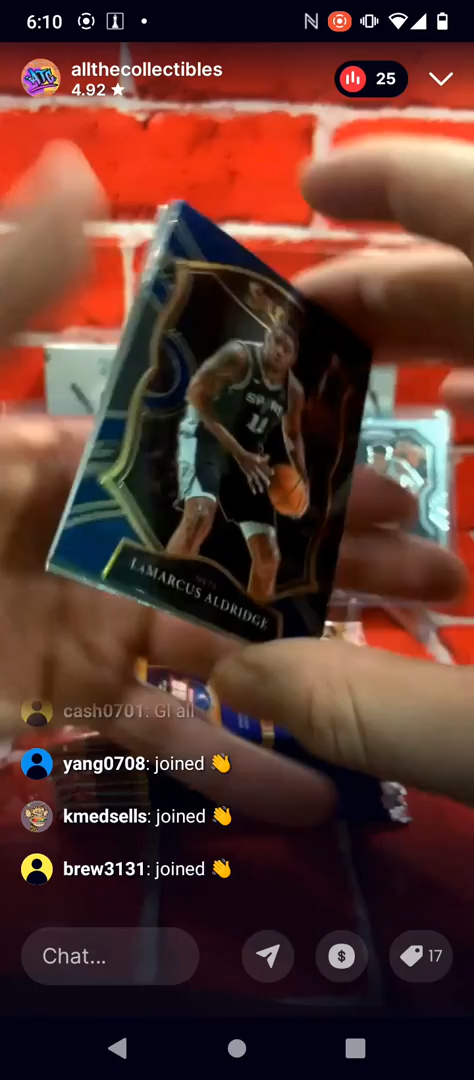 6:10
allthecollectibles
4.92 ★
25
SPURS
11
LAMARCUS ALDRIDGE
cash0701: Gl all
yang0708: joined 👋
kmedsells: joined 👋
brew3131: joined 👋
Chat...
$
17